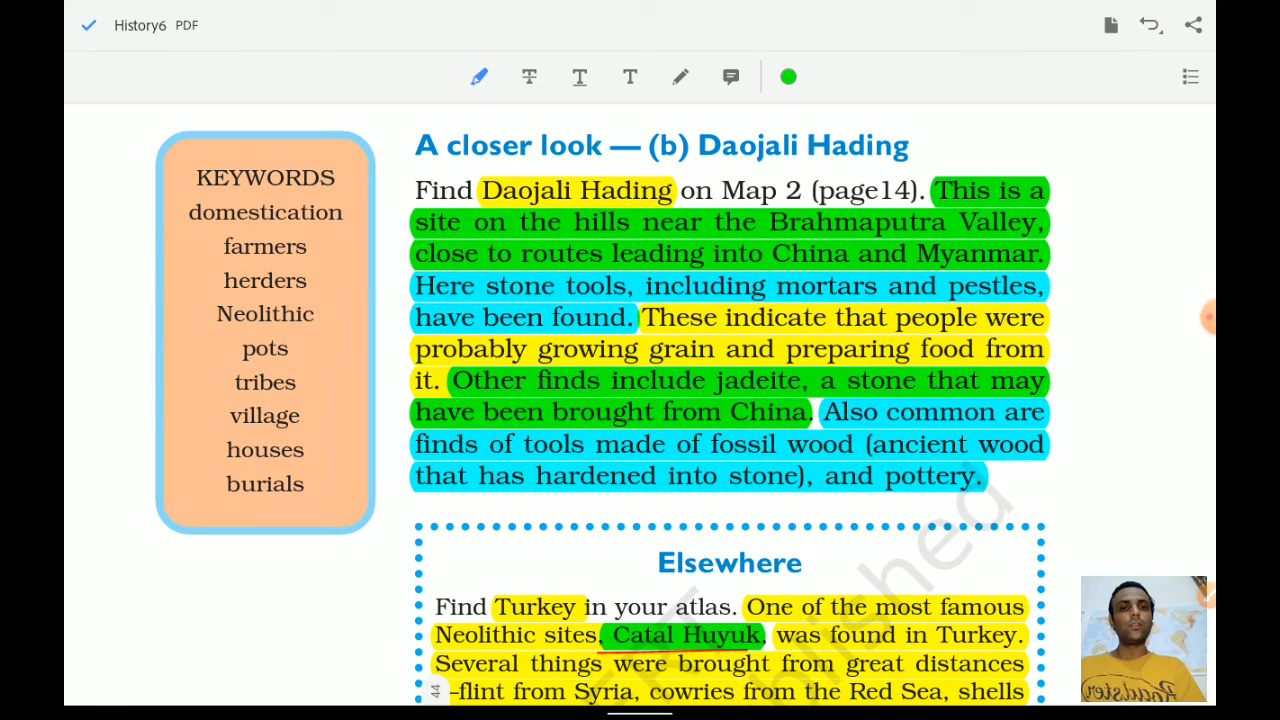 History6 PDF
KEYWORDS
domestication
farmers
herders
Neolithic
pots
tribes
village
houses
burials
A closer look — (b) Daojali Hading
Find Daojali Hading on Map 2 (page14). This is a
site on the hills near the Brahmaputra Valley,
close to routes leading into China and Myanmar.
Here stone tools, including mortars and pestles,
have been found. These indicate that people were
probably growing grain and preparing food from
it. Other finds include jadeite, a stone that may
have been brought from China. Also common are
finds of tools made of fossil wood (ancient wood
that has hardened into stone), and pottery.
Elsewhere
Find Turkey in your atlas. One of the most famous
Neolithic sites, Catal Huyuk, was found in Turkey.
Several things were brought from great distances
—flint from Syria, cowries from the Red Sea, shells
44